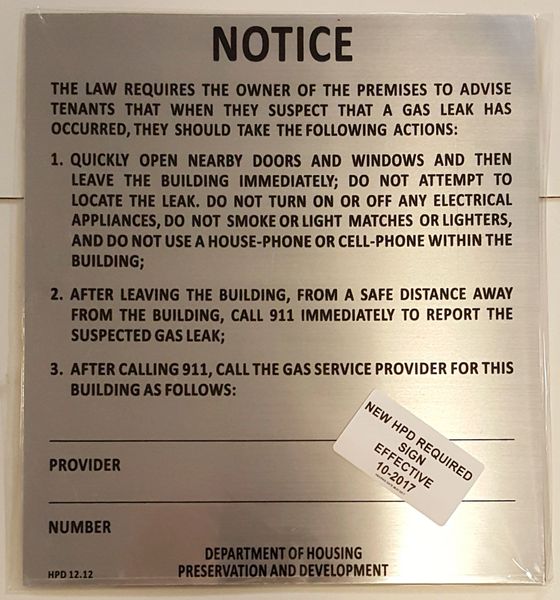 NOTICE
THE LAW REQUIRES THE OWNER OF THE PREMISES TO ADVISE
TENANTS THAT WHEN THEY SUSPECT THAT A GAS LEAK HAS
OCCURRED, THEY SHOULD TAKE THE FOLLOWING ACTIONS:
1. QUICKLY OPEN NEARBY DOORS AND WINDOWS AND THEN
LEAVE THE BUILDING IMMEDIATELY; DO NOT ATTEMPT TO
LOCATE THE LEAK. DO NOT TURN ON OR OFF ANY ELECTRICAL
APPLIANCES, DO NOT SMOKE OR LIGHT MATCHES OR LIGHTERS,
AND DO NOT USE A HOUSE-PHONE OR CELL-PHONE WITHIN THE
BUILDING;
2. AFTER LEAVING THE BUILDING, FROM A SAFE DISTANCE AWAY
FROM THE BUILDING, CALL 911 IMMEDIATELY TO REPORT THE
SUSPECTED GAS LEAK;
3. AFTER CALLING 911, CALL THE GAS SERVICE PROVIDER FOR THIS
BUILDING AS FOLLOWS:
NEW HPD REQUIRED
SIGN
EFFECTIVE
10-2017
PROVIDER
NUMBER
DEPARTMENT OF HOUSING
PRESERVATION AND DEVELOPMENT
HPD 12.12